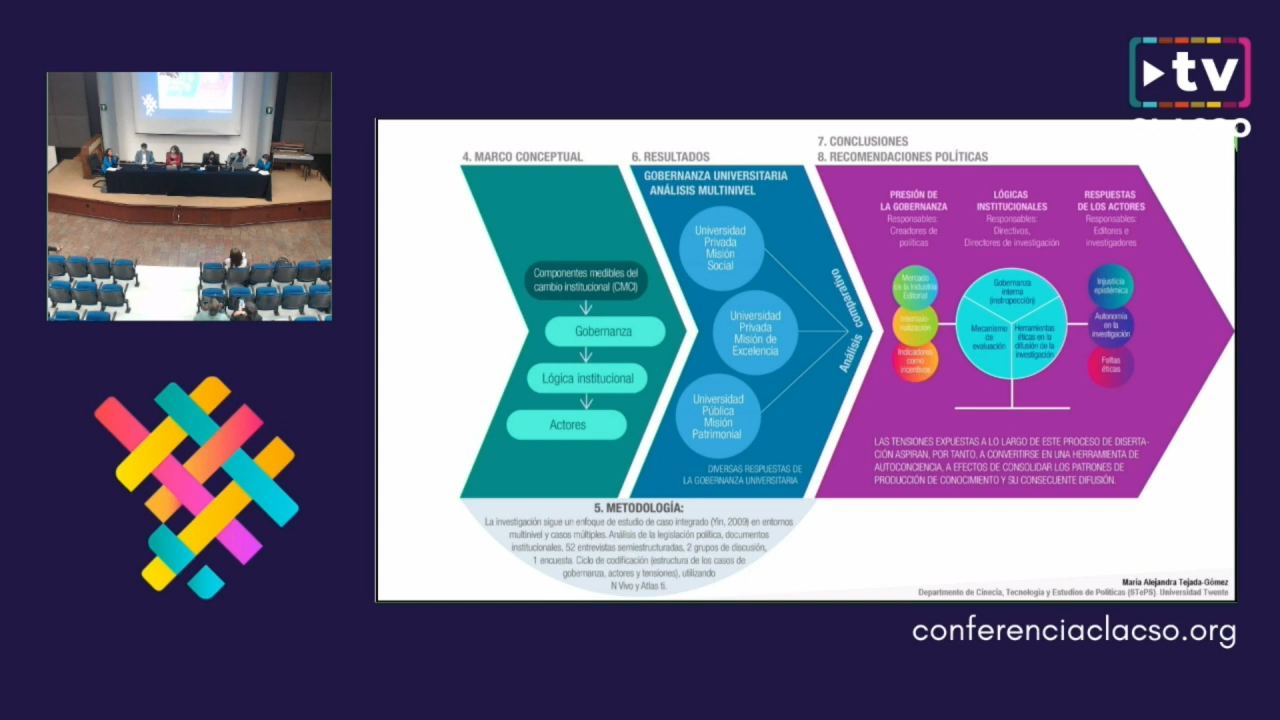 tv
CLACSO
4. MARCO CONCEPTUAL
Componentes medibles del
cambio institucional (CMCI)
Gobernanza
Lógica institucional
Actores
6. RESULTADOS
GOBERNANZA UNIVERSITARIA
ANÁLISIS MULTINIVEL
Universidad
Privada
Misión
Social
Universidad
Privada
Misión de
Excelencia
Universidad
Pública
Misión
Patrimonial
Análisis comparativo
DIVERSAS RESPUESTAS DE
LA GOBERNANZA UNIVERSITARIA
7. CONCLUSIONES
8. RECOMENDACIONES POLÍTICAS
PRESIÓN DE
LA GOBERNANZA
Responsables:
Creadores de
políticas
Mercado
de la Industria
Editorial
Internacio-
nalización
Indicadores
como
incentivos
LÓGICAS
INSTITUCIONALES
Responsables:
Directivos,
Directores de investigación
Gobernanza
interna
(instropección)
Mecanismo
de
evaluación
Herramientas
éticas en la
difusión de la
investigación
RESPUESTAS
DE LOS ACTORES
Responsables:
Editores e
investigadores
Injusticia
epistémica
Autonomía
en la
investigación
Faltas
éticas
LAS TENSIONES EXPUESTAS A LO LARGO DE ESTE PROCESO DE DISERTA-
CIÓN ASPIRAN, POR TANTO, A CONVERTIRSE EN UNA HERRAMIENTA DE
AUTOCONCIENCIA, A EFECTOS DE CONSOLIDAR LOS PATRONES DE
PRODUCCIÓN DE CONOCIMIENTO Y SU CONSECUENTE DIFUSIÓN.
5. METODOLOGÍA:
La investigación sigue un enfoque de estudio de caso integrado (Yin, 2009) en entornos
multinivel y casos múltiples. Análisis de la legislación política, documentos
institucionales, 52 entrevistas semiestructuradas, 2 grupos de discusión,
1 encuesta. Ciclo de codificación (estructura de los casos de
gobernanza, actores y tensiones), utilizando
N Vivo y Atlas ti.
María Alejandra Tejada-Gómez
Departmento de Cinecia, Tecnología y Estudios de Políticas (STePS). Universidad Twente
conferenciaclacso.org